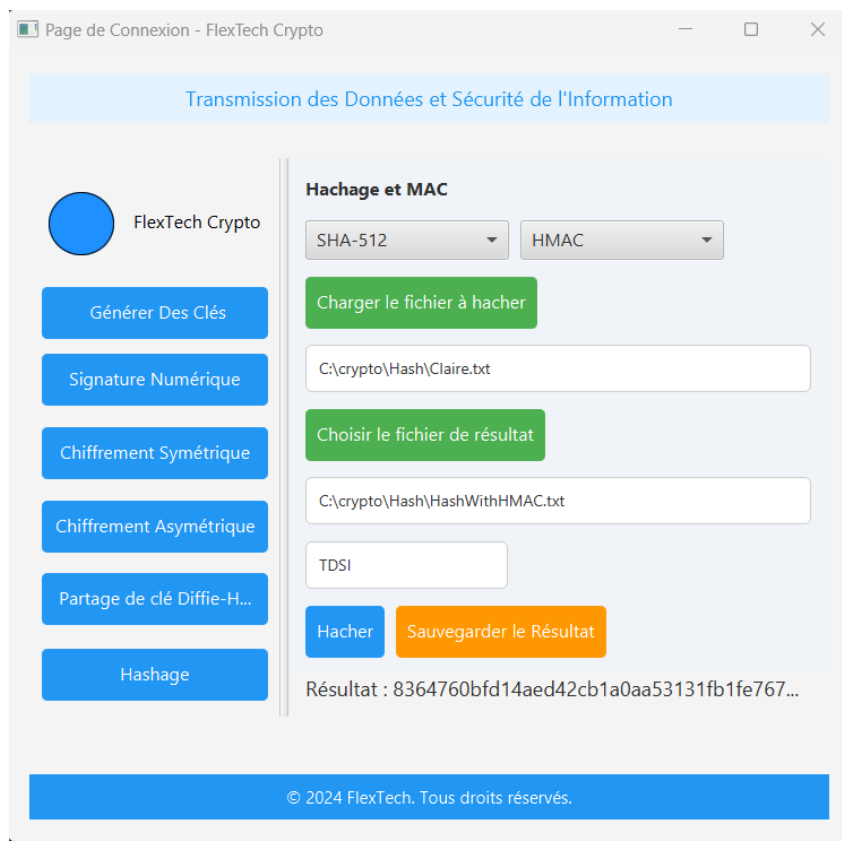 Page de Connexion - FlexTech Crypto
Transmission des Données et Sécurité de l'Information
FlexTech Crypto
Générer Des Clés
Signature Numérique
Chiffrement Symétrique
Chiffrement Asymétrique
Partage de clé Diffie-H...
Hashage
Hachage et MAC
SHA-512
HMAC
Charger le fichier à hacher
C:\crypto\Hash\Claire.txt
Choisir le fichier de résultat
C:\crypto\Hash\HashWithHMAC.txt
TDSI
Hacher
Sauvegarder le Résultat
Résultat : 8364760bfd14aed42cb1a0aa53131fb1fe767...
© 2024 FlexTech. Tous droits réservés.